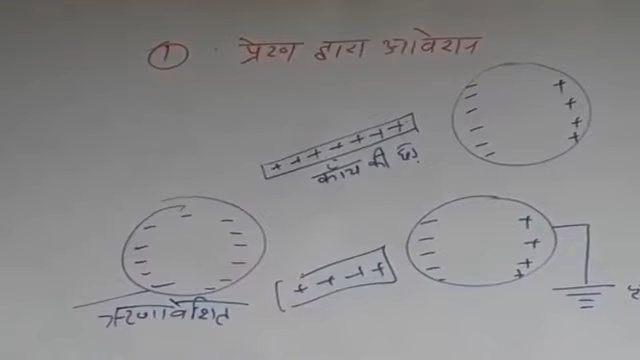 ① . प्रेरण द्वारा आवेशन
- - - - - - + + + +
+ + + + + + +
काँच की छड़
- - - - + + + +
+ + + +
- - - - - - - - - - -
ऋणावेशित